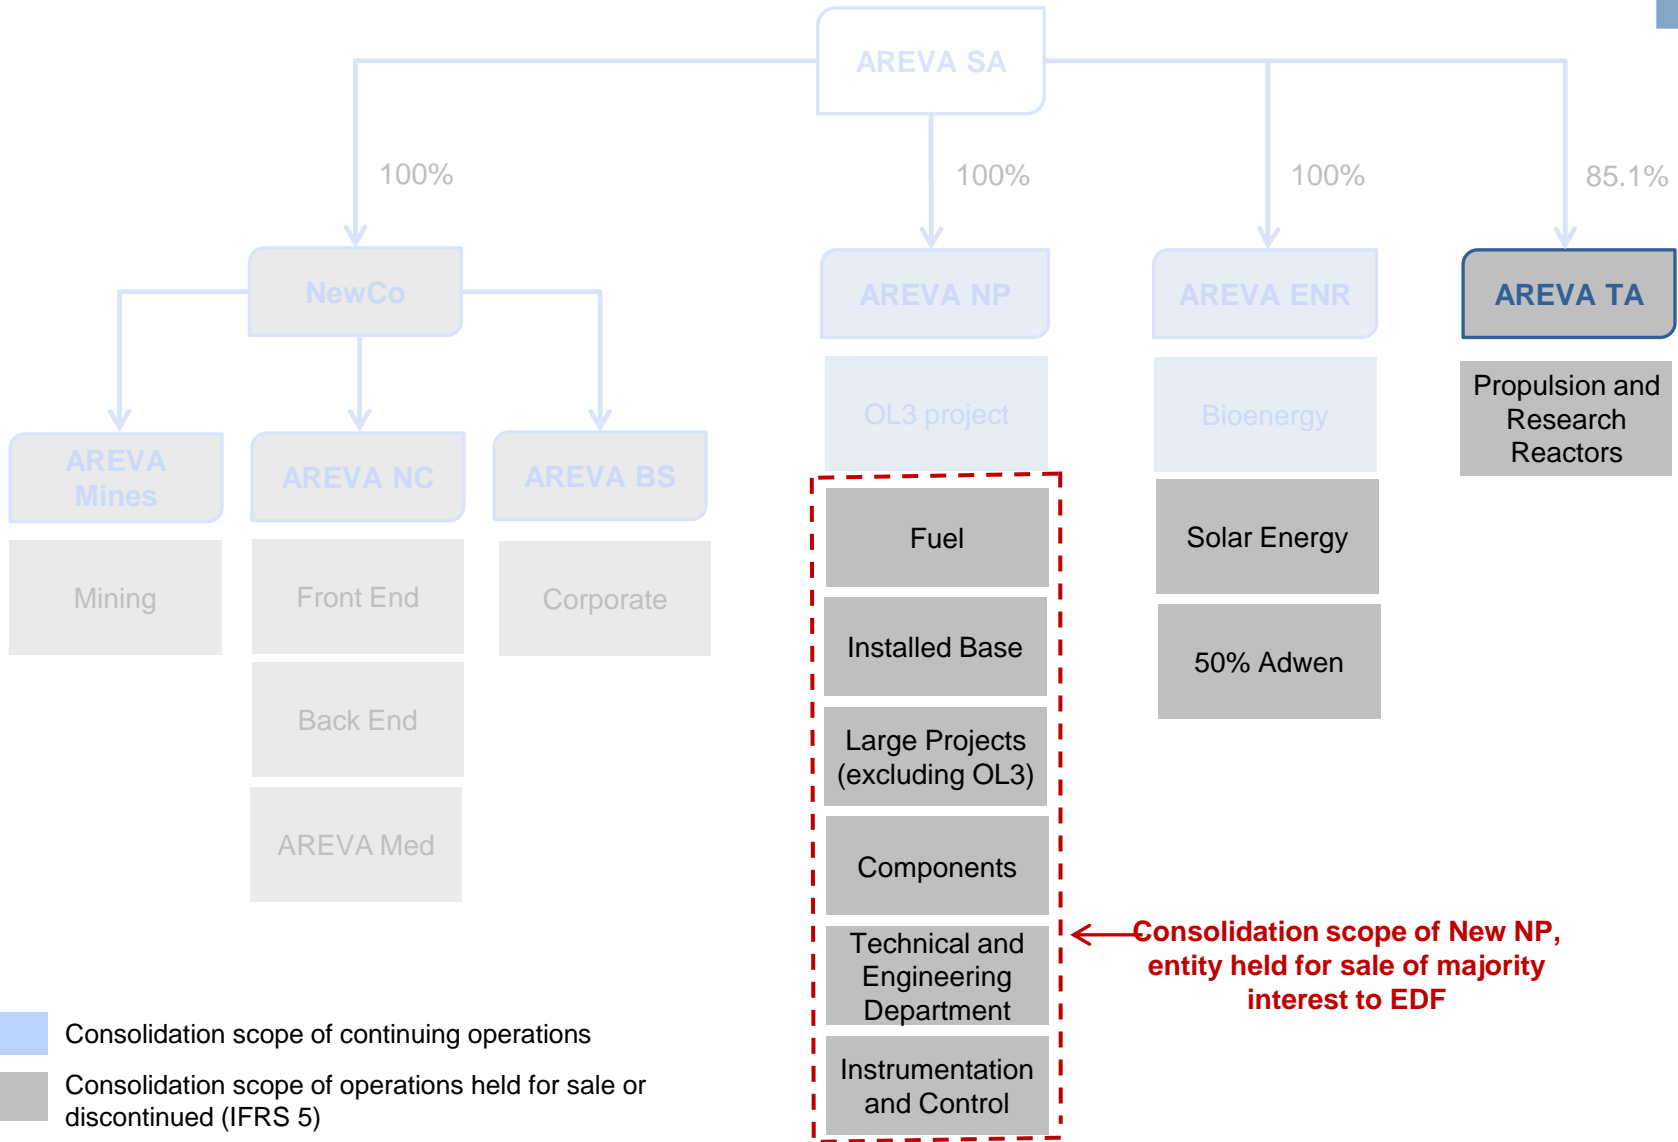 AREVA SA
100%
100%
100%
85.1%
NewCo
AREVA NP
AREVA ENR
AREVA TA
AREVA
Mines
AREVA NC
AREVA BS
OL3 project
Bioenergy
Propulsion and
Research
Reactors
Mining
Front End
Corporate
Back End
AREVA Med
Fuel
Installed Base
Large Projects
(excluding OL3)
Components
Technical and
Engineering
Department
Instrumentation
and Control
Solar Energy
50% Adwen
Consolidation scope of New NP,
entity held for sale of majority
interest to EDF
Consolidation scope of continuing operations
Consolidation scope of operations held for sale or
discontinued (IFRS 5)